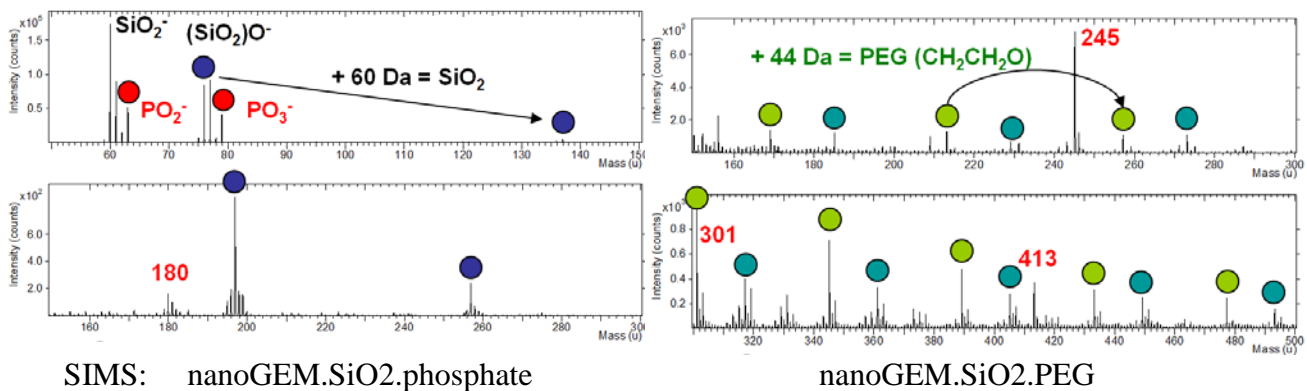 x10⁵
SiO₂⁻
(SiO₂)O⁻
Intensity (counts)
1.5
1.0
0.5
+ 60 Da = SiO₂
PO₂⁻
PO₃⁻
60 70 80 90 100 110 120 130 140 150
Mass (u)
x10²
Intensity (counts)
8.0
6.0
4.0
2.0
180
160 180 200 220 240 260 280 300
Mass (u)
x10³
Intensity (counts)
6.0
4.0
2.0
+ 44 Da = PEG (CH₂CH₂O)
245
160 180 200 220 240 260 280 300
Mass (u)
Intensity (counts)
0.8
0.6
0.4
0.2
301
413
320 340 360 380 400 420 440 460 480 500
Mass (u)
SIMS: nanoGEM.SiO2.phosphate
nanoGEM.SiO2.PEG